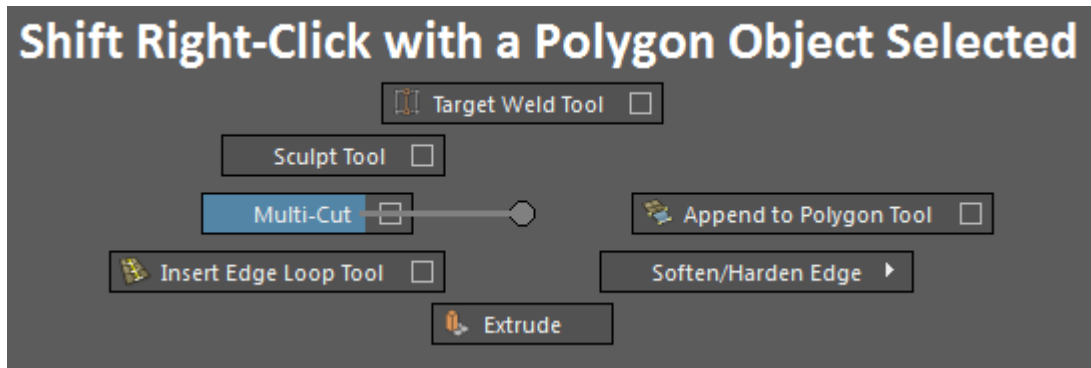 Shift Right-Click with a Polygon Object Selected
Target Weld Tool
Sculpt Tool
Multi-Cut
Append to Polygon Tool
Insert Edge Loop Tool
Soften/Harden Edge
Extrude